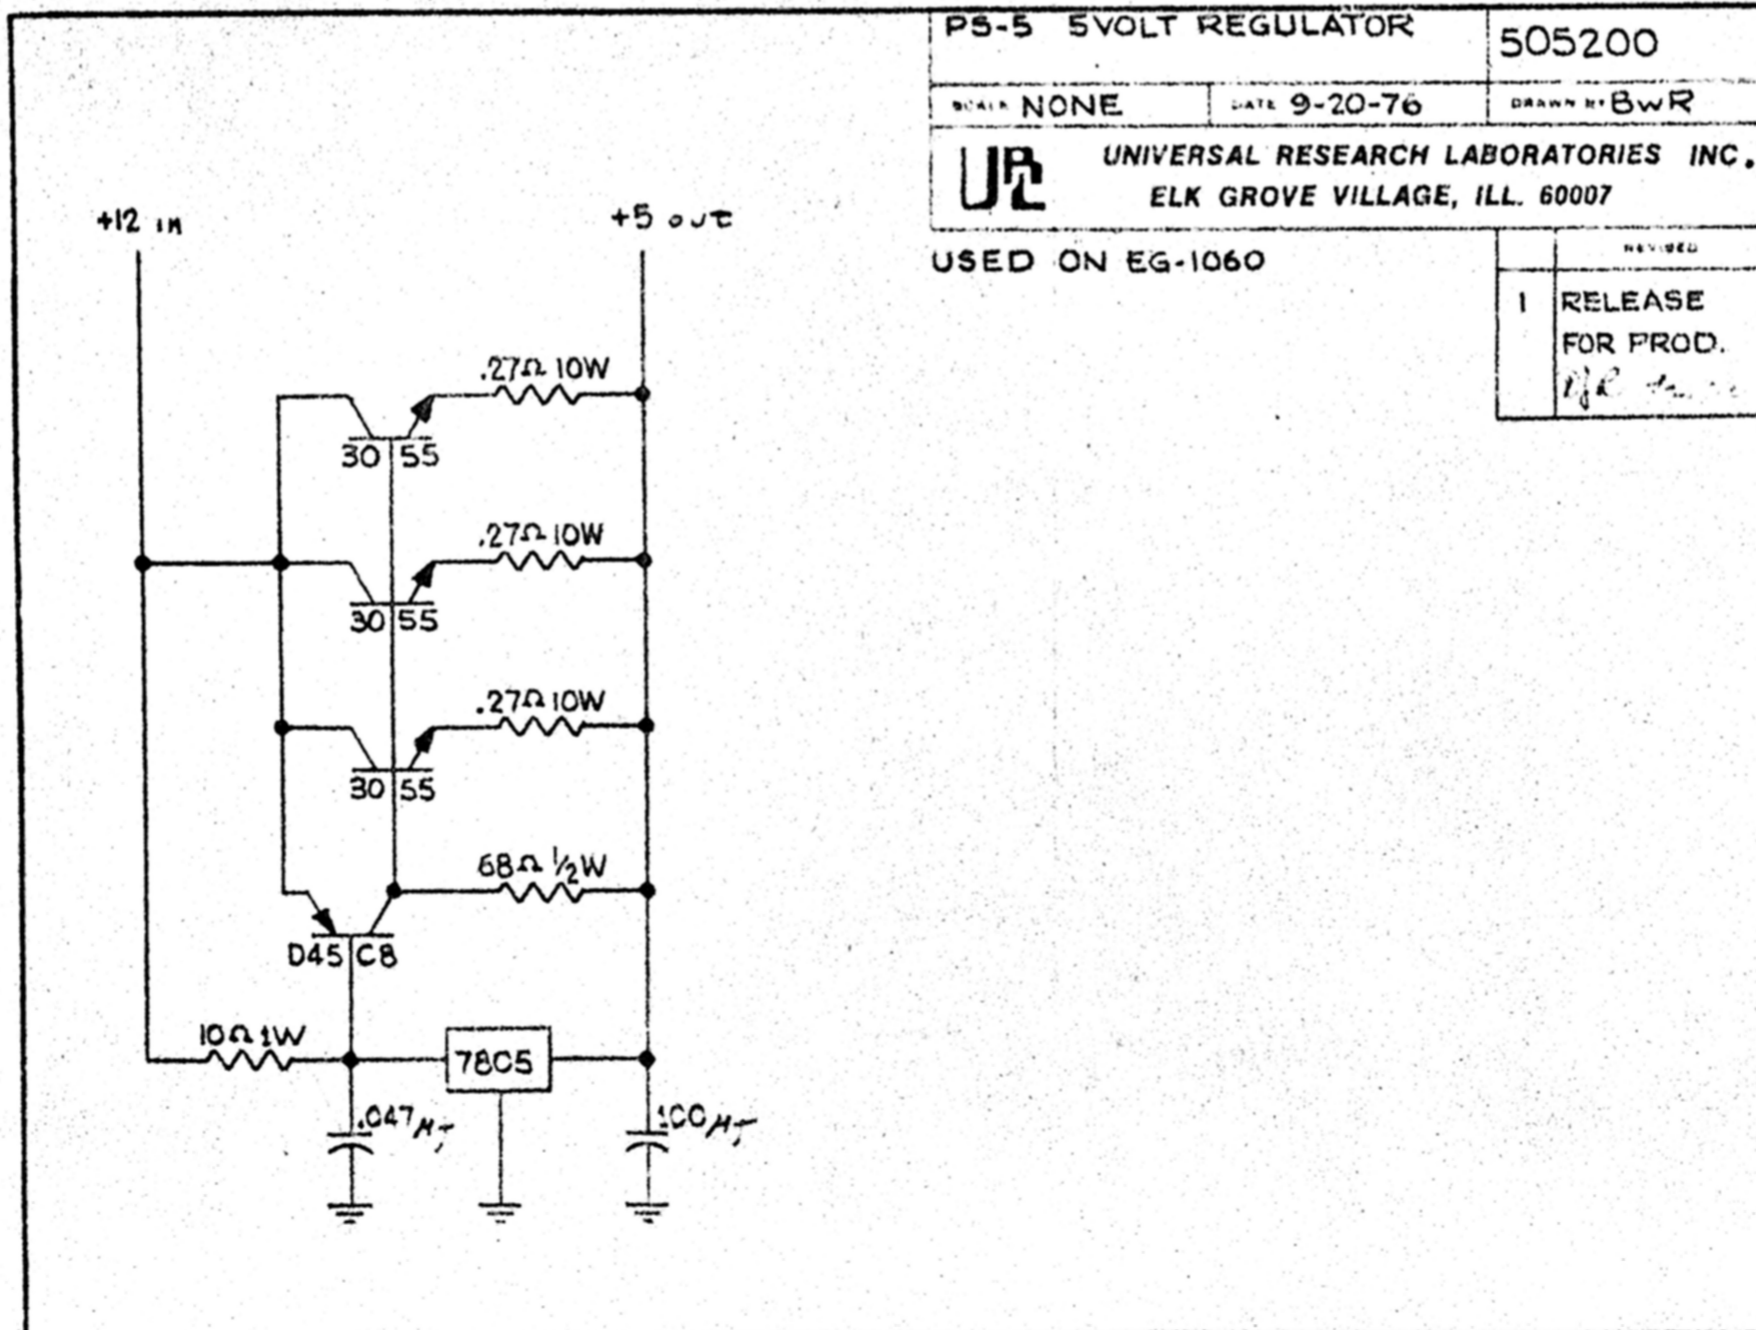 PS-5 5VOLT REGULATOR
505200
SCALE NONE
DATE 9-20-76
DRAWN BY BWR
URL
UNIVERSAL RESEARCH LABORATORIES INC.
ELK GROVE VILLAGE, ILL. 60007
USED ON EG-1060
REVISED
1 RELEASE
FOR PROD.
+12 in
+5 out
.27Ω 10W
30 55
.27Ω 10W
30 55
.27Ω 10W
30 55
68Ω ½W
D45 C8
10Ω 1W
7805
.047μf
100μf